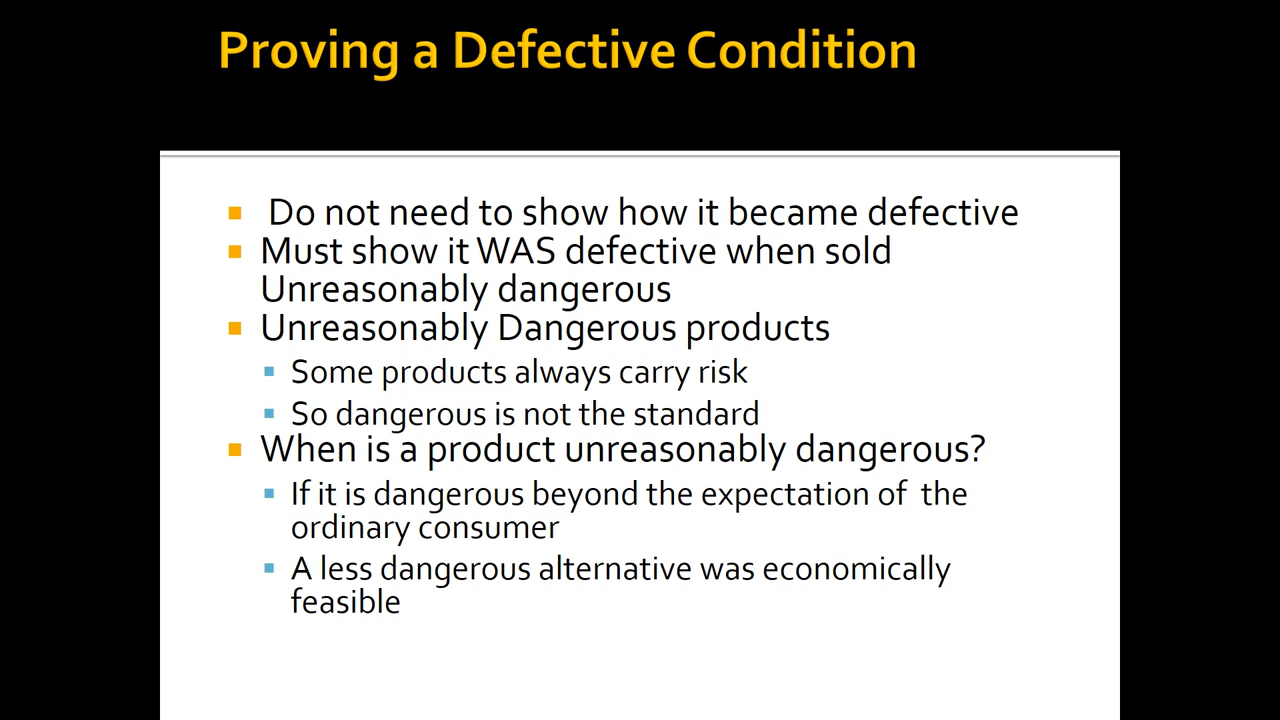 Proving a Defective Condition
Do not need to show how it became defective
Must show it WAS defective when sold
Unreasonably dangerous
Unreasonably Dangerous products
Some products always carry risk
So dangerous is not the standard
When is a product unreasonably dangerous?
If it is dangerous beyond the expectation of the
ordinary consumer
A less dangerous alternative was economically
feasible